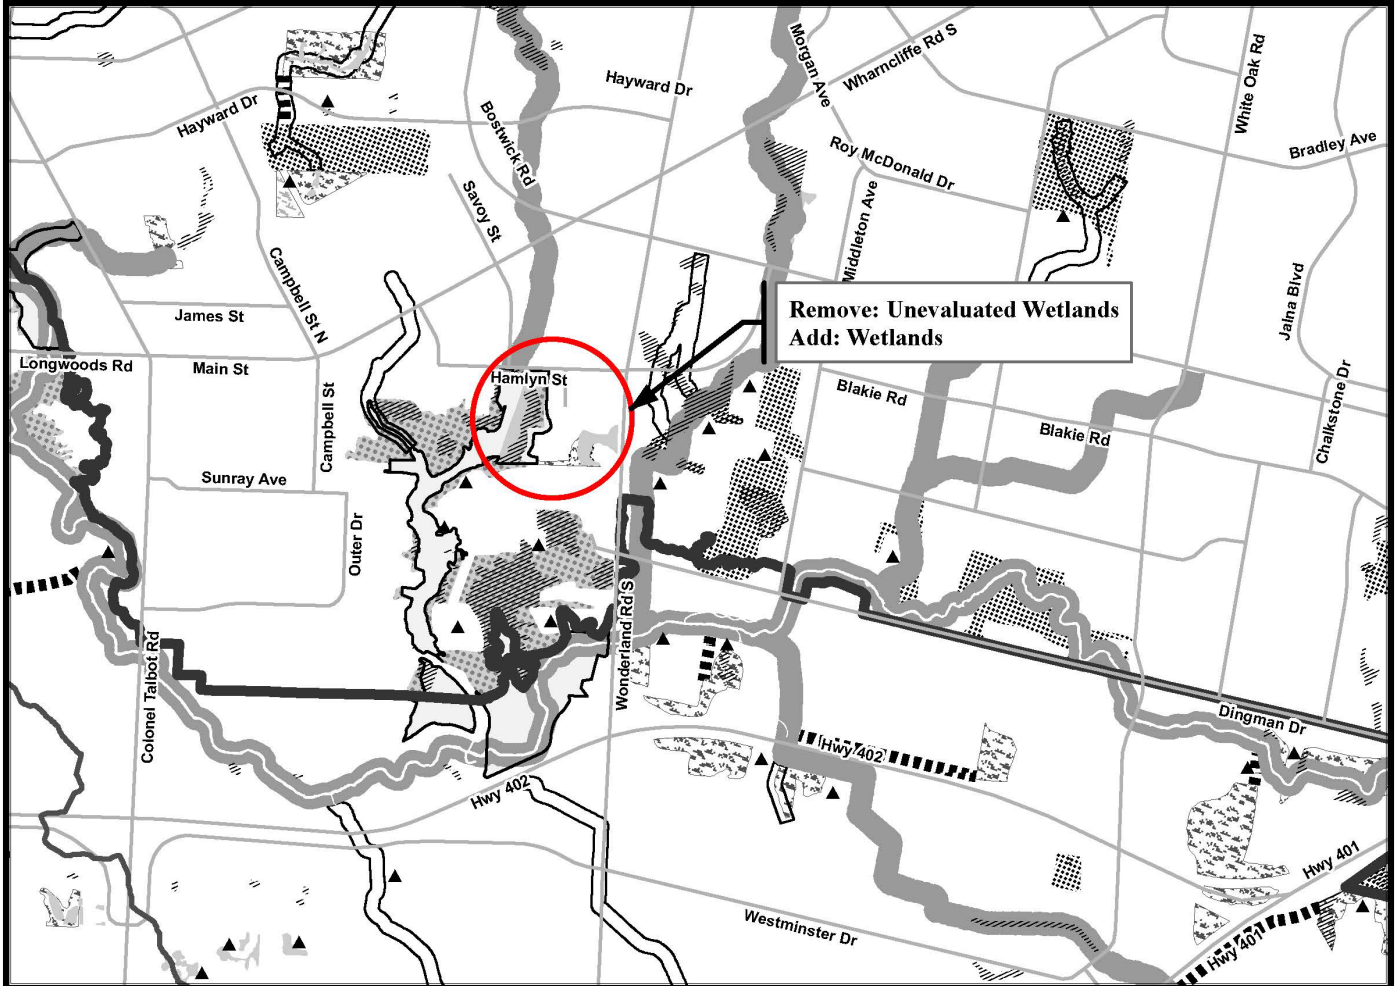 Morgan Ave
Wharncliffe Rd S
White Oak Rd
Hayward Dr
Hayward Dr
Bostwick Rd
Bradley Ave
Roy McDonald Dr
Savoy St
Middleton Ave
Campbell St N
Jalna Blvd
Remove: Unevaluated Wetlands
Add: Wetlands
James St
Longwoods Rd
Main St
Hamlyn St
Blakie Rd
Chalkstone Dr
Campbell St
Blakie Rd
Sunray Ave
Outer Dr
Colonel Talbot Rd
Wonderland Rd S
Dingman Dr
Hwy 402
Hwy 402
Hwy 401
Westminster Dr
Hwy 401